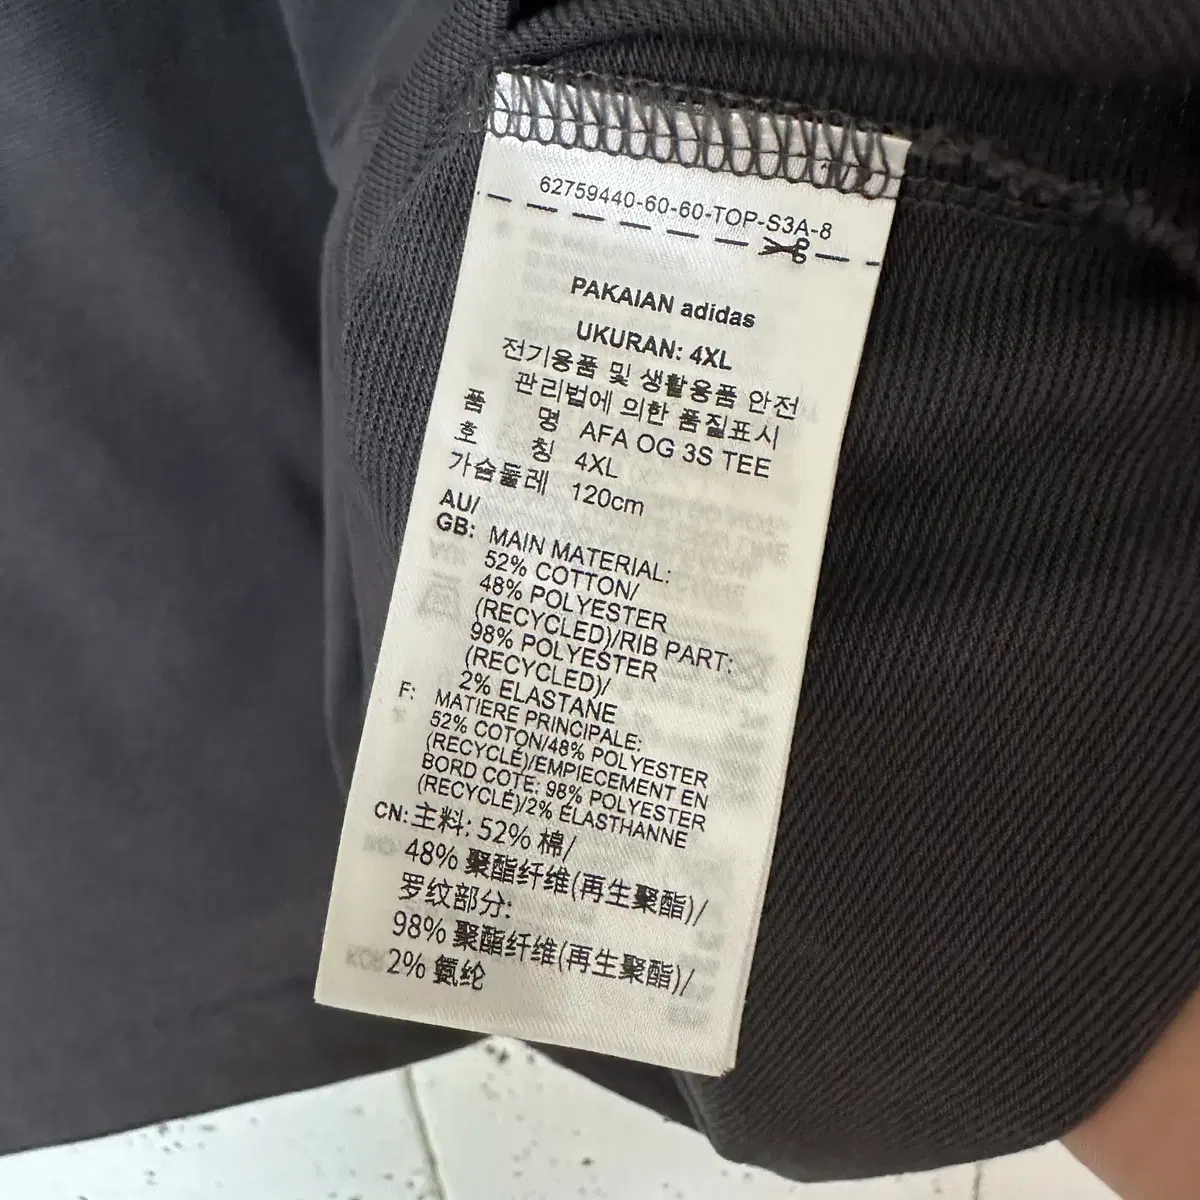 62759440-60-60-TOP-S3A-8
PAKAIAN adidas
UKURAN: 4XL
전기용품 및 생활용품 안전
관리법에 의한 품질표시
품 명 AFA OG 3S TEE
호 칭 4XL
가슴둘레 120cm
AU/
GB: MAIN MATERIAL:
52% COTTON/
48% POLYESTER
(RECYCLED)/RIB PART:
98% POLYESTER
(RECYCLED)/
2% ELASTANE
F: MATIERE PRINCIPALE:
52% COTON/48% POLYESTER
(RECYCLÉ)/EMPIECEMENT EN
BORD COTE: 98% POLYESTER
(RECYCLÉ)/2% ÉLASTHANNE
CN: 主料: 52% 棉/
48% 聚酯纤维(再生聚酯)/
罗纹部分:
98% 聚酯纤维(再生聚酯)/
2% 氨纶